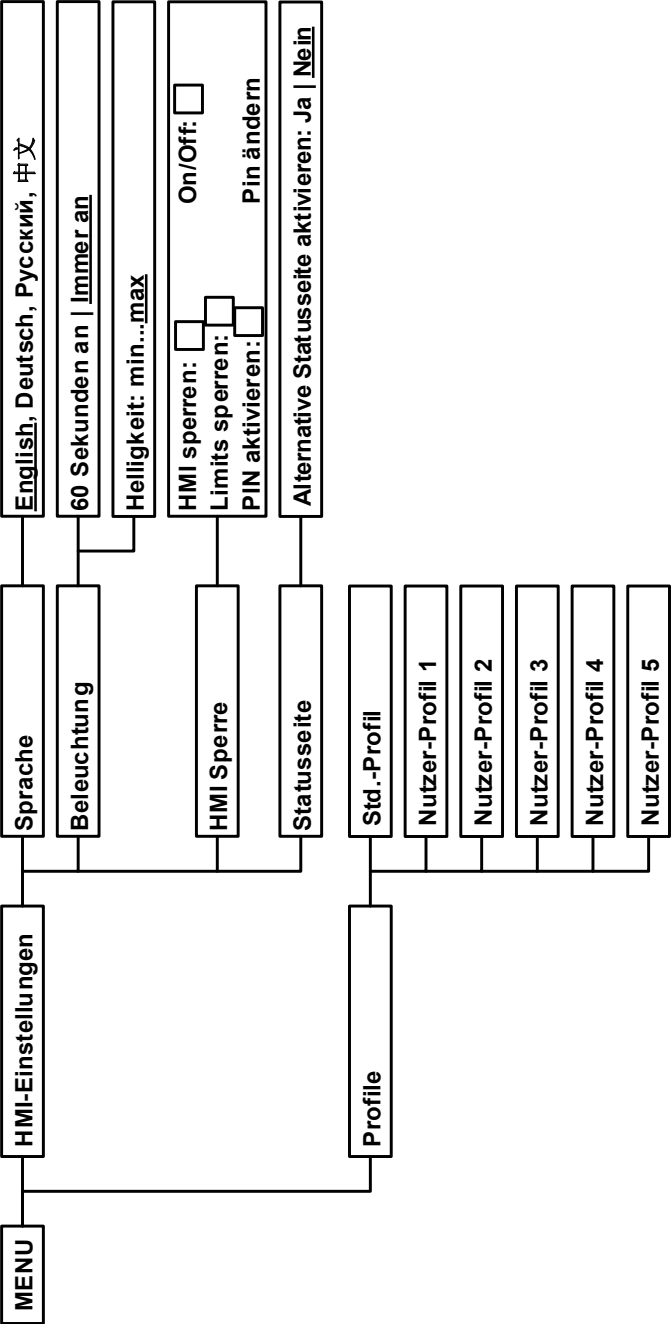 MENU
HMI-Einstellungen
Sprache
English, Deutsch, Русский, 中文
Beleuchtung
60 Sekunden an | Immer an
Helligkeit: min...max
HMI Sperre
HMI sperren: On/Off:
Limits sperren:
PIN aktivieren: Pin ändern
Statusseite
Alternative Statusseite aktivieren: Ja | Nein
Profile
Std.-Profil
Nutzer-Profil 1
Nutzer-Profil 2
Nutzer-Profil 3
Nutzer-Profil 4
Nutzer-Profil 5